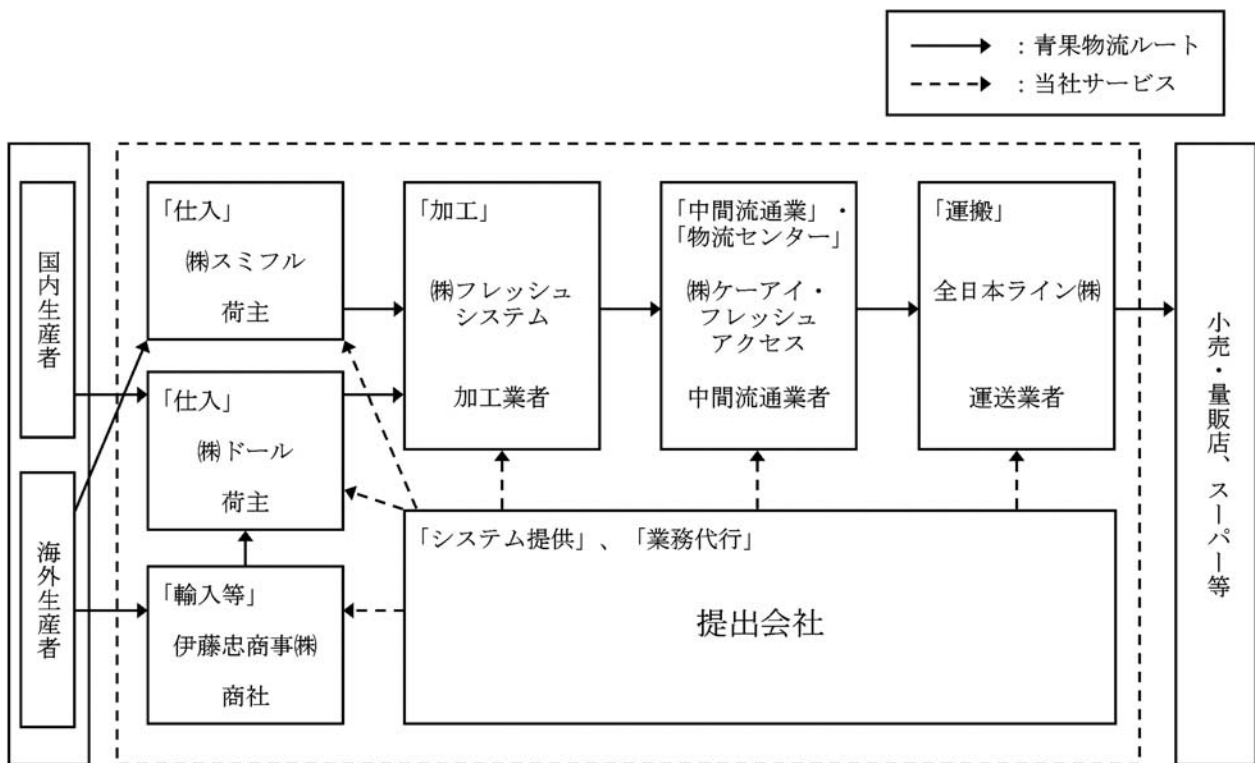 ：青果物流ルート
：当社サービス
国内生産者
海外生産者
「仕入」
㈱スミフル
荷主
「仕入」
㈱ドール
荷主
「輸入等」
伊藤忠商事㈱
商社
「加工」
㈱フレッシュ
システム
加工業者
「中間流通業」・
「物流センター」
㈱ケーアイ・
フレッシュ
アクセス
中間流通業者
「運搬」
全日本ライン㈱
運送業者
「システム提供」、「業務代行」
提出会社
小売・量販店、スーパー等